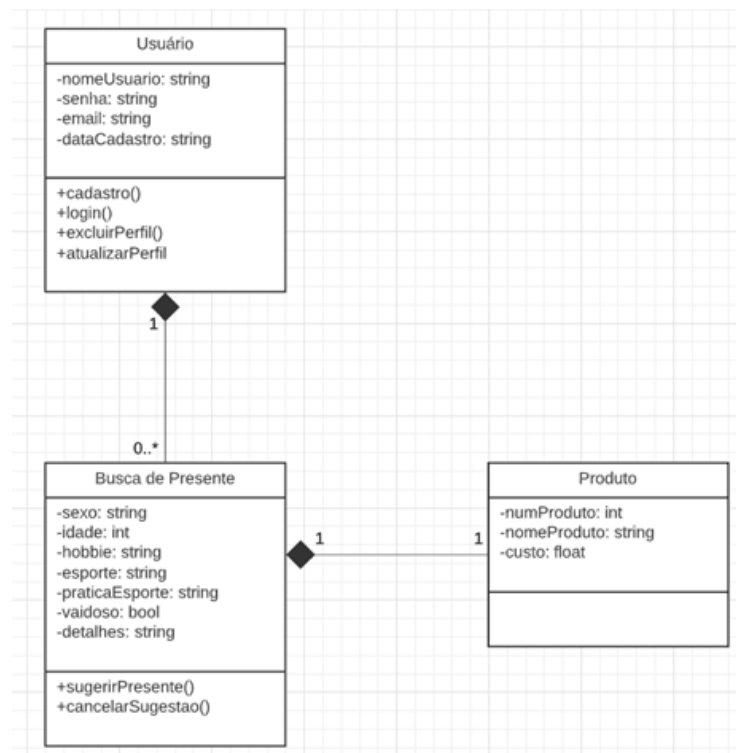 Usuário
-nomeUsuario: string
-senha: string
-email: string
-dataCadastro: string
+cadastro()
+login()
+excluirPerfil()
+atualizarPerfil
1
0..*
Busca de Presente
-sexo: string
-idade: int
-hobbie: string
-esporte: string
-praticaEsporte: string
-vaidoso: bool
-detalhes: string
+sugerirPresente()
+cancelarSugestao()
1
1
Produto
-numProduto: int
-nomeProduto: string
-custo: float